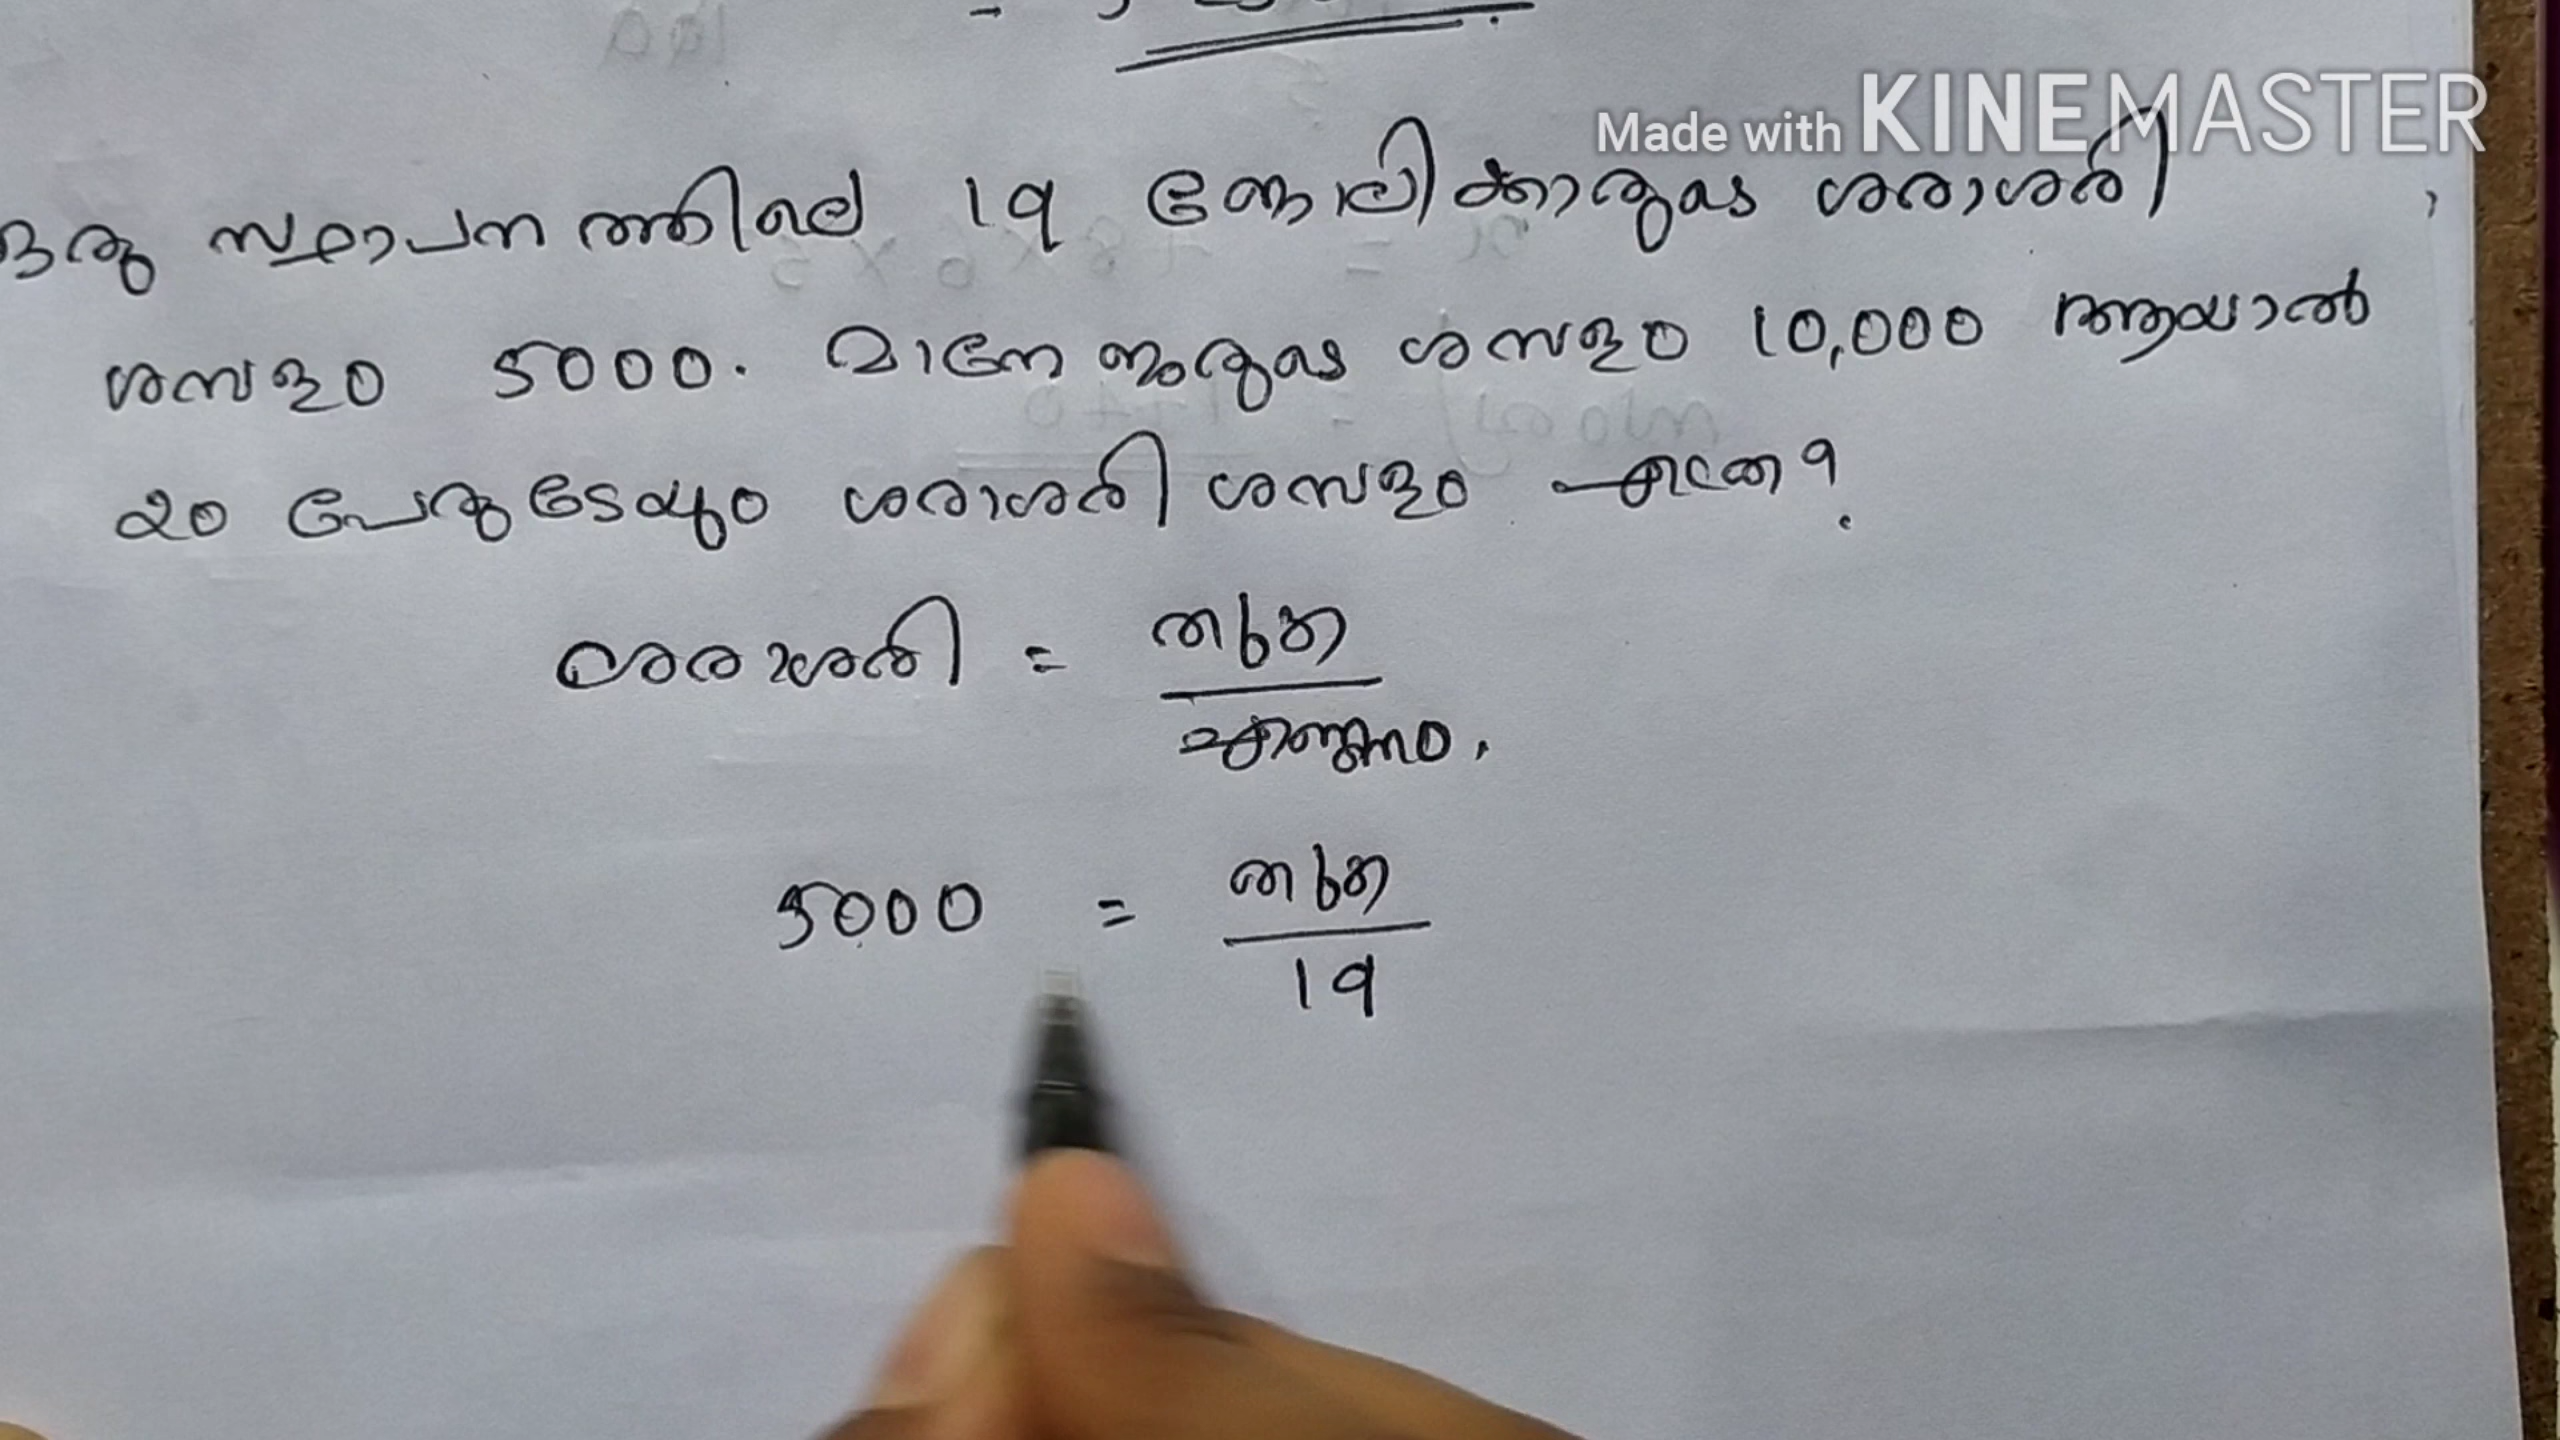 Made with KINEMASTER
ഒരു സ്ഥാപനത്തിലെ 19 ജോലിക്കാരുടെ ശരാശരി
ശമ്പളം 5000. മാനേജരുടെ ശമ്പളം 10,000 ആയാൽ
20 പേരുടേയും ശരാശരി ശമ്പളം എത്ര?
ശരാശരി = തുക
എണ്ണം.
5000 = തുക
19